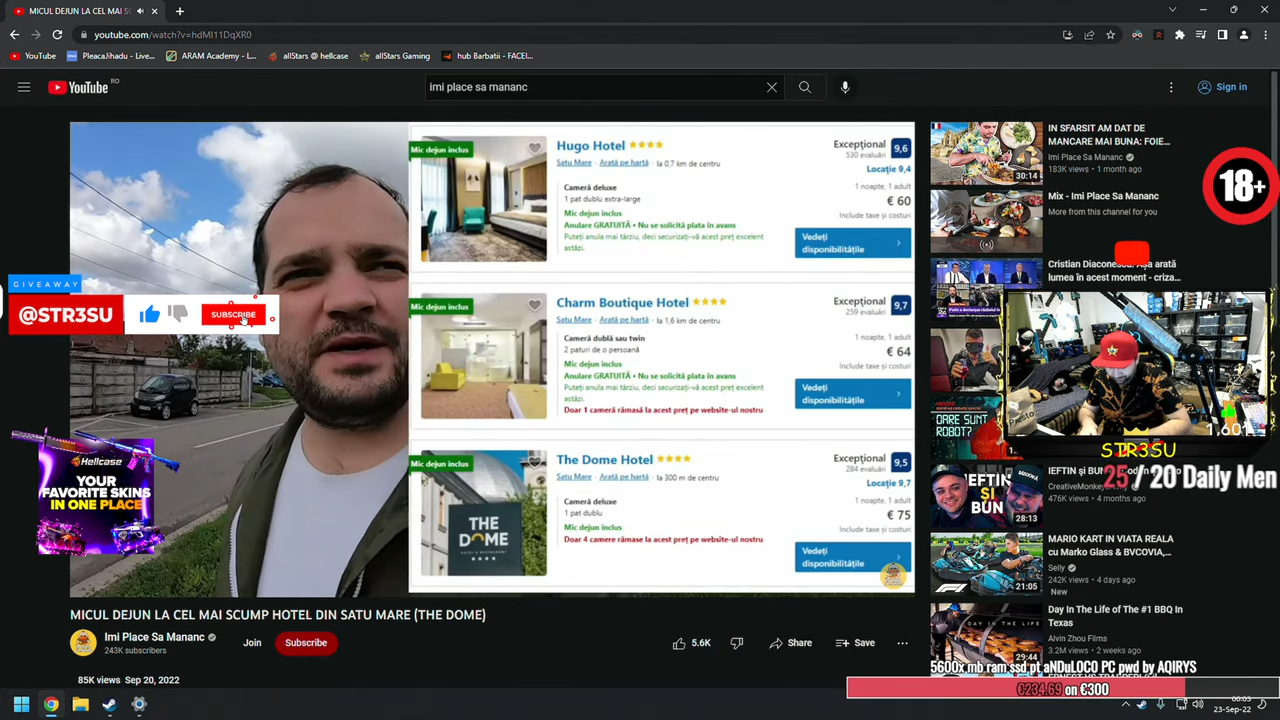 MICUL DEJUN LA CEL MAI S
youtube.com/watch?v=hdMI11DqXR0
YouTube
PleacaJihadu - Live...
ARAM Academy - L...
allStars @ hellcase
allStars Gaming
hub Barbatii - FACEI...
YouTube
RO
imi place sa mananc
Sign in
Mic dejun inclus
Hugo Hotel
Satu Mare · Arată pe hartă · la 0,7 km de centru
Cameră deluxe
1 pat dublu extra-large
Mic dejun inclus
Anulare GRATUITĂ • Nu se solicită plata în avans
Puteți anula mai târziu, deci securizați-vă acest preț excelent
astăzi.
Excepțional
530 evaluări
9,6
Locație 9,4
1 noapte, 1 adult
€ 60
Include taxe și costuri
Vedeți
disponibilitățile
Mic dejun inclus
Charm Boutique Hotel
Satu Mare · Arată pe hartă · la 1,6 km de centru
Cameră dublă sau twin
2 paturi de o persoană
Mic dejun inclus
Anulare GRATUITĂ • Nu se solicită plata în avans
Puteți anula mai târziu, deci securizați-vă acest preț excelent
astăzi.
Doar 1 cameră rămasă la acest preț pe website-ul nostru
Excepțional
259 evaluări
9,7
1 noapte, 1 adult
€ 64
Include taxe și costuri
Vedeți
disponibilitățile
Mic dejun inclus
The Dome Hotel
Satu Mare · Arată pe hartă · la 300 m de centru
Cameră deluxe
1 pat dublu
Mic dejun inclus
Doar 4 camere rămase la acest preț pe website-ul nostru
Excepțional
284 evaluări
9,5
Locație 9,7
1 noapte, 1 adult
€ 75
Include taxe și costuri
Vedeți
disponibilitățile
THE
DOME
GIVEAWAY
@STR3SU
SUBSCRIBE
Hellcase
YOUR
FAVORITE SKINS
IN ONE PLACE
MICUL DEJUN LA CEL MAI SCUMP HOTEL DIN SATU MARE (THE DOME)
Imi Place Sa Mananc
243K subscribers
Join
Subscribe
5.6K
Share
Save
85K views Sep 20, 2022
IN SFARSIT AM DAT DE
MANCARE MAI BUNA: FOIE...
Imi Place Sa Mananc
183K views • 1 month ago
30:14
18+
Mix - Imi Place Sa Mananc
More from this channel for you
Cristian Diaconescu: Așa arată
lumea în acest moment - criza...
OARE SUNT
ROBOT?
1.601
STR3SU
25 / 20 Daily Men
IEFTIN și BUN
CreativeMonkey
476K views • 4 months ago
IEFTIN
ȘI
BUN
28:13
MARIO KART IN VIATA REALA
cu Marko Glass & BVCOVIA,...
Selly
242K views • 4 days ago
New
21:05
Day In The Life of The #1 BBQ In
Texas
Alvin Zhou Films
3.2M views • 2 weeks ago
DAY IN THE LIFE
29:44
5600x mb ram ssd pt aNDuLOCO PC pwd by AQIRYS
€234.69 on €300
00:03
23-Sep-22